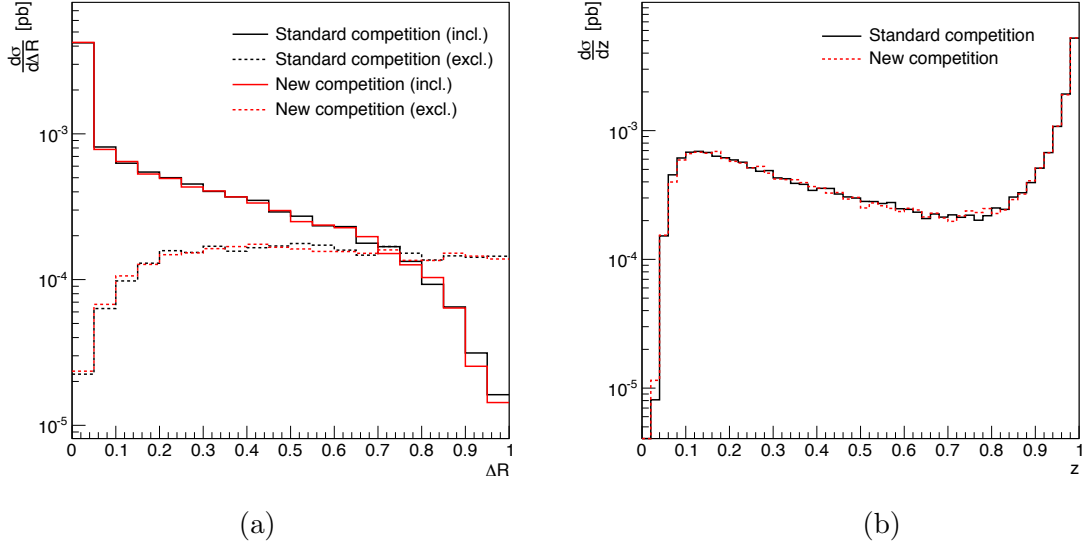 dσ
dΔR [pb]
Standard competition (incl.)
Standard competition (excl.)
New competition (incl.)
New competition (excl.)
10⁻³
10⁻⁴
10⁻⁵
0 0.1 0.2 0.3 0.4 0.5 0.6 0.7 0.8 0.9 1
ΔR
(a)
dσ
dz [pb]
Standard competition
New competition
10⁻³
10⁻⁴
10⁻⁵
0 0.1 0.2 0.3 0.4 0.5 0.6 0.7 0.8 0.9 1
z
(b)